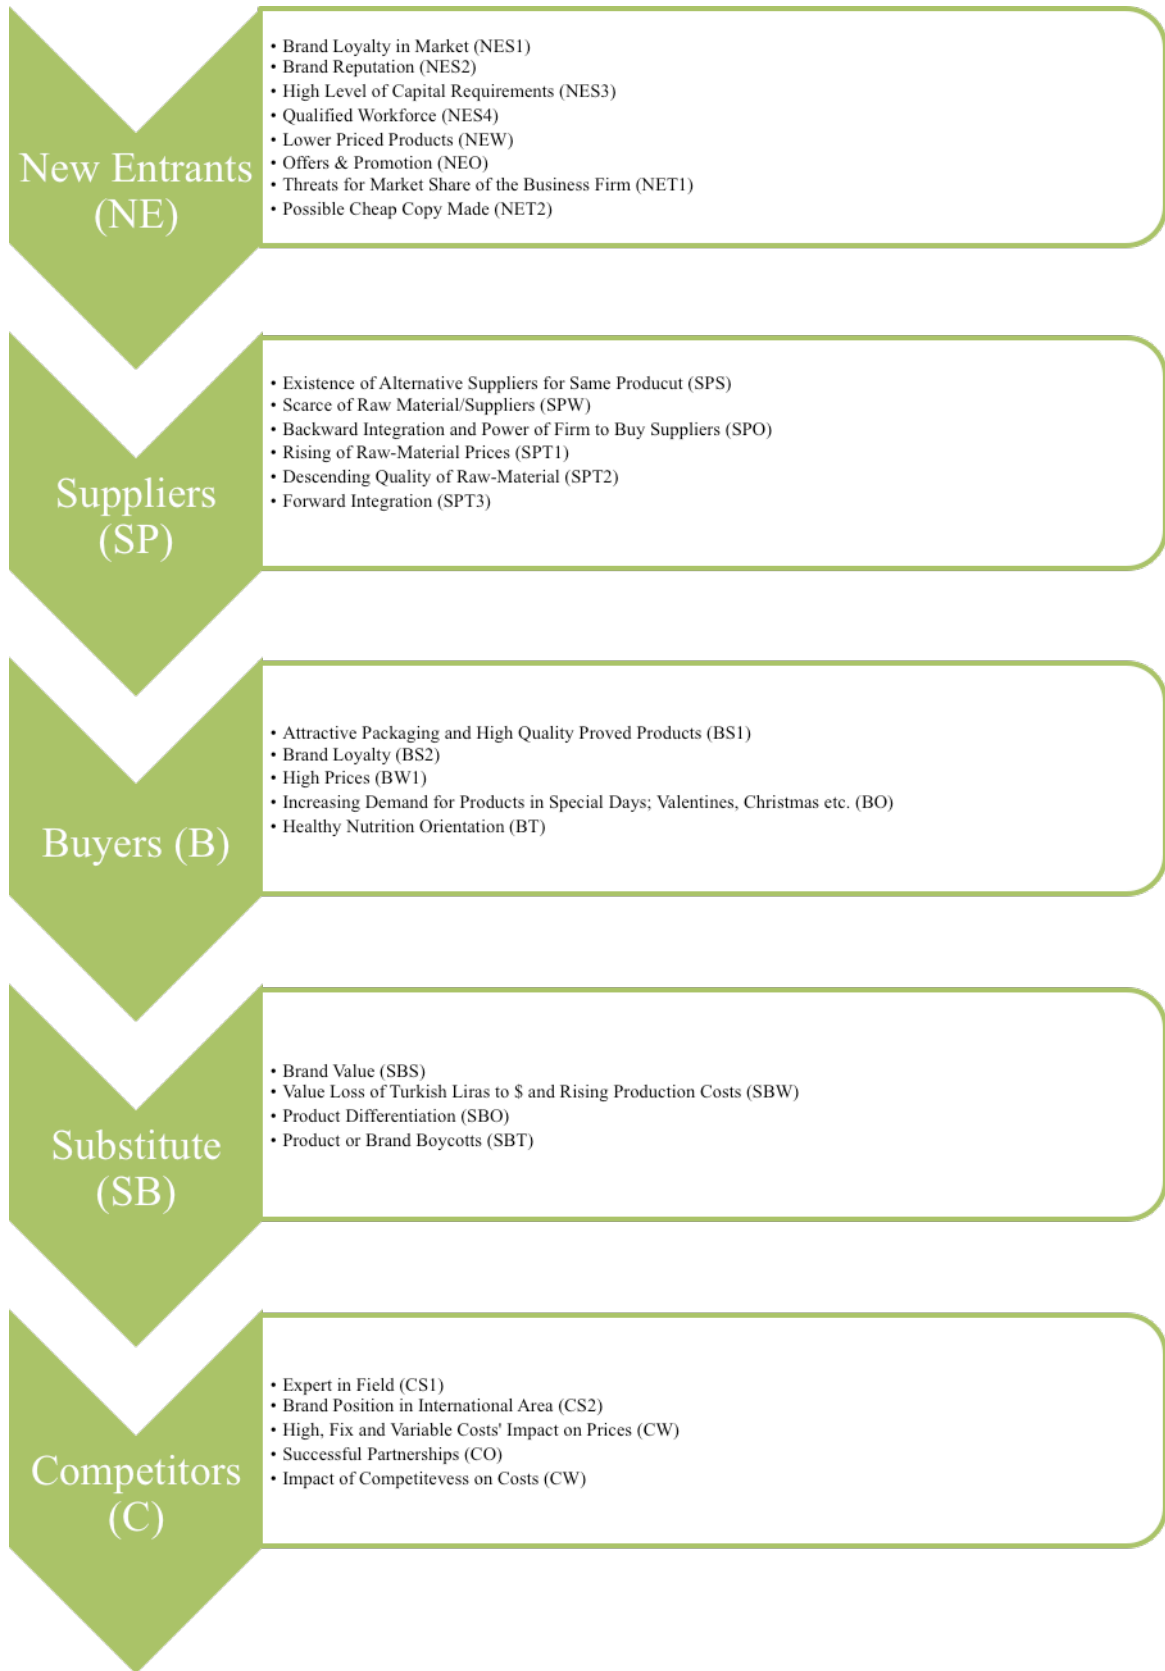 New Entrants
(NE)
• Brand Loyalty in Market (NES1)
• Brand Reputation (NES2)
• High Level of Capital Requirements (NES3)
• Qualified Workforce (NES4)
• Lower Priced Products (NEW)
• Offers & Promotion (NEO)
• Threats for Market Share of the Business Firm (NET1)
• Possible Cheap Copy Made (NET2)
Suppliers
(SP)
• Existence of Alternative Suppliers for Same Producut (SPS)
• Scarce of Raw Material/Suppliers (SPW)
• Backward Integration and Power of Firm to Buy Suppliers (SPO)
• Rising of Raw-Material Prices (SPT1)
• Descending Quality of Raw-Material (SPT2)
• Forward Integration (SPT3)
Buyers (B)
• Attractive Packaging and High Quality Proved Products (BS1)
• Brand Loyalty (BS2)
• High Prices (BW1)
• Increasing Demand for Products in Special Days; Valentines, Christmas etc. (BO)
• Healthy Nutrition Orientation (BT)
Substitute
(SB)
• Brand Value (SBS)
• Value Loss of Turkish Liras to $ and Rising Production Costs (SBW)
• Product Differentiation (SBO)
• Product or Brand Boycotts (SBT)
Competitors
(C)
• Expert in Field (CS1)
• Brand Position in International Area (CS2)
• High, Fix and Variable Costs' Impact on Prices (CW)
• Successful Partnerships (CO)
• Impact of Competitevess on Costs (CW)